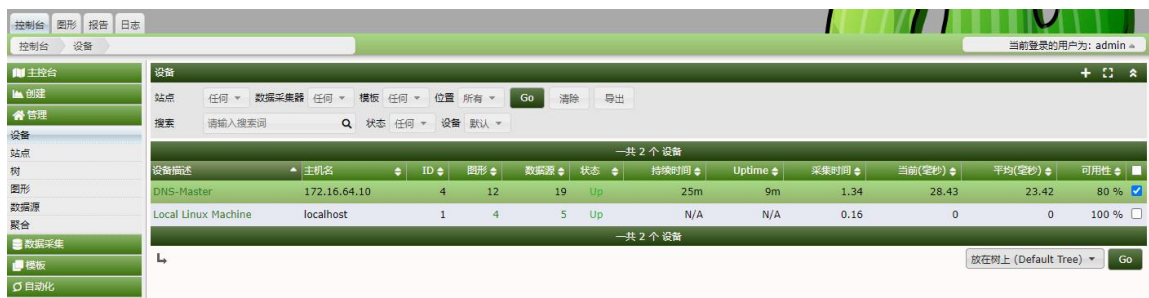 控制台 图形 报告 日志
控制台 设备 当前登录的用户为: admin
主控台
创建
管理
设备
站点
树
图形
数据源
聚合
数据采集
模板
自动化
设备
站点 任何 数据采集器 任何 模板 任何 位置 所有 Go 清除 导出
搜索 请输入搜索词 状态 任何 设备 默认
一共 2 个 设备
设备描述 主机名 ID 图形 数据源 状态 持续时间 Uptime 采集时间 当前(毫秒) 平均(毫秒) 可用性
DNS-Master 172.16.64.10 4 12 19 Up 25m 9m 1.34 28.43 23.42 80 %
Local Linux Machine localhost 1 4 5 Up N/A N/A 0.16 0 0 100 %
一共 2 个 设备
放在树上 (Default Tree) Go